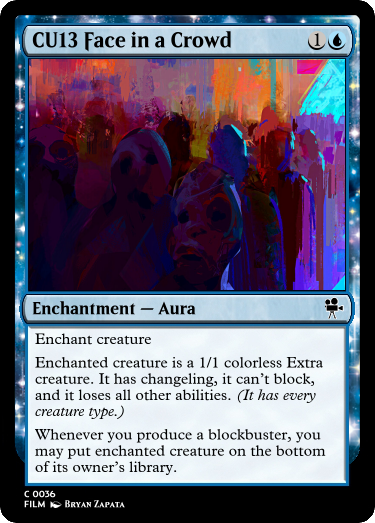 CU13 Face in a Crowd 1
Enchantment — Aura
Enchant creature
Enchanted creature is a 1/1 colorless Extra
creature. It has changeling, it can't block,
and it loses all other abilities. (It has every
creature type.)
Whenever you produce a blockbuster, you
may put enchanted creature on the bottom
of its owner's library.
C 0036
FILM Bryan Zapata